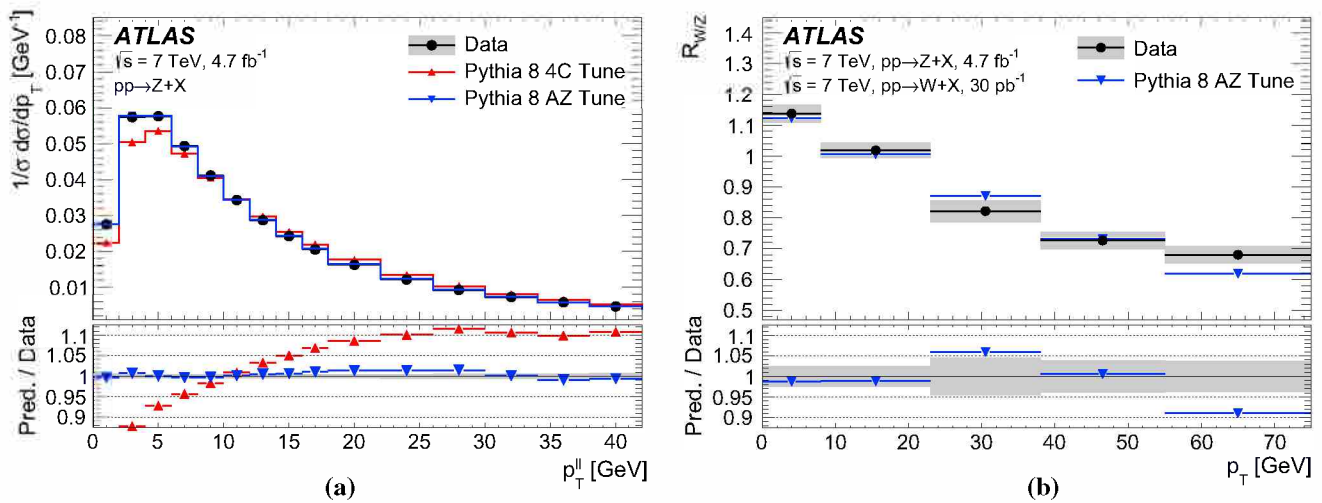 1/σ dσ/dp_T [GeV⁻¹]
0.08
0.07
0.06
0.05
0.04
0.03
0.02
0.01
ATLAS
√s = 7 TeV, 4.7 fb⁻¹
pp→Z+X
Data
Pythia 8 4C Tune
Pythia 8 AZ Tune
Pred. / Data
1.1
1.05
1
0.95
0.9
0 5 10 15 20 25 30 35 40
p_T^ll [GeV]
(a)
R_W/Z
1.4
1.3
1.2
1.1
1
0.9
0.8
0.7
0.6
0.5
ATLAS
√s = 7 TeV, pp→Z+X, 4.7 fb⁻¹
√s = 7 TeV, pp→W+X, 30 pb⁻¹
Data
Pythia 8 AZ Tune
Pred. / Data
1.1
1.05
1
0.95
0.9
0 10 20 30 40 50 60 70
p_T [GeV]
(b)